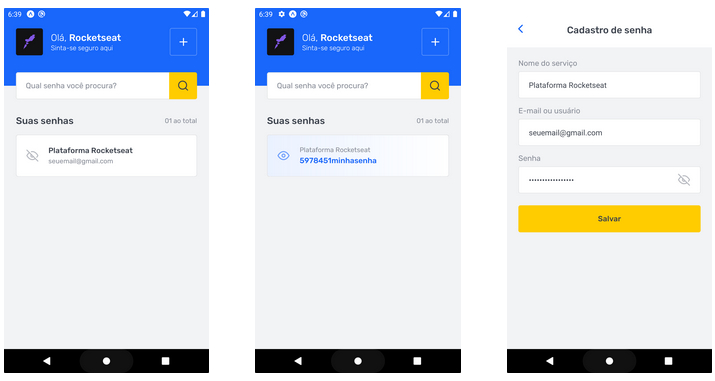 6:39
Olá, Rocketseat
Sinta-se seguro aqui
+
Qual senha você procura?
Suas senhas
01 ao total
Plataforma Rocketseat
seuemail@gmail.com
6:39
Olá, Rocketseat
Sinta-se seguro aqui
+
Qual senha você procura?
Suas senhas
01 ao total
Plataforma Rocketseat
5978451minhasenha
Cadastro de senha
Nome do serviço
Plataforma Rocketseat
E-mail ou usuário
seuemail@gmail.com
Senha
•••••••••••••••••
Salvar